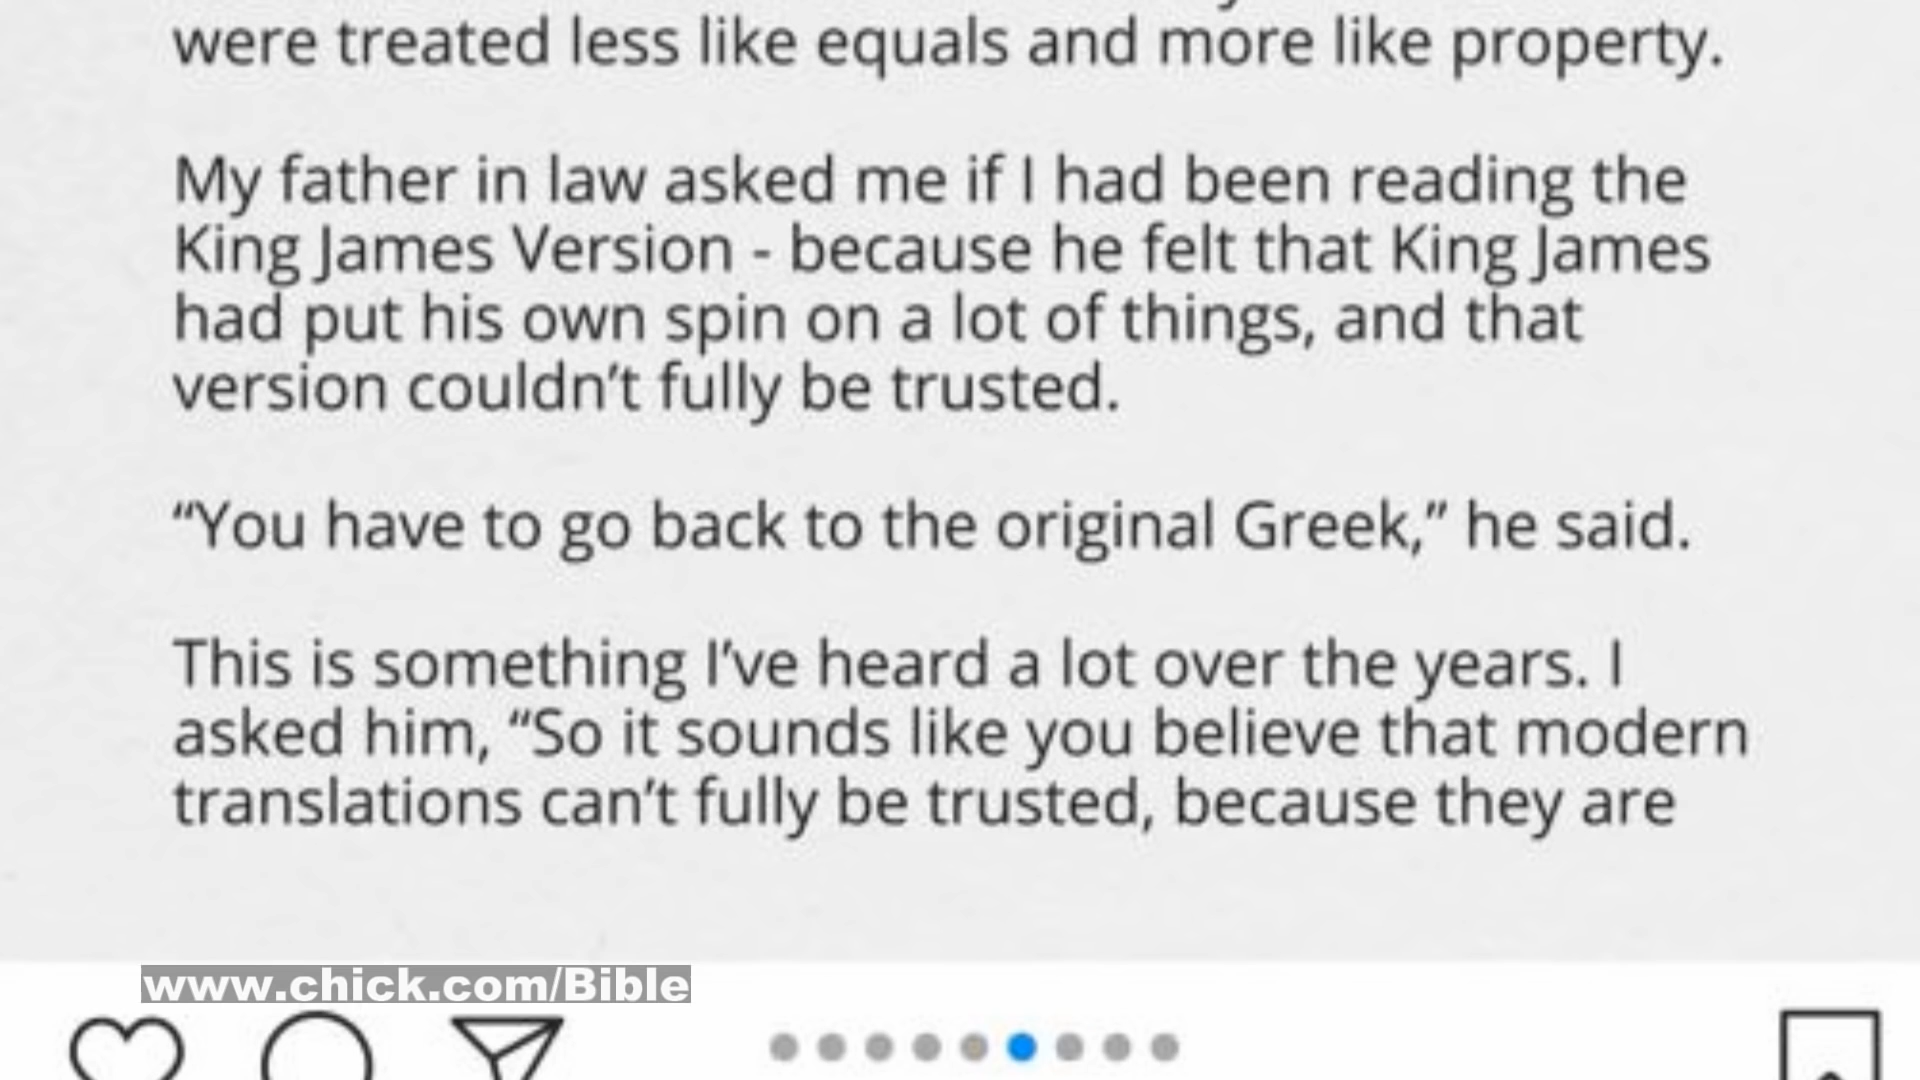 were treated less like equals and more like property.
My father in law asked me if I had been reading the
King James Version - because he felt that King James
had put his own spin on a lot of things, and that
version couldn’t fully be trusted.
“You have to go back to the original Greek,” he said.
This is something I’ve heard a lot over the years. I
asked him, “So it sounds like you believe that modern
translations can’t fully be trusted, because they are
www.chick.com/Bible